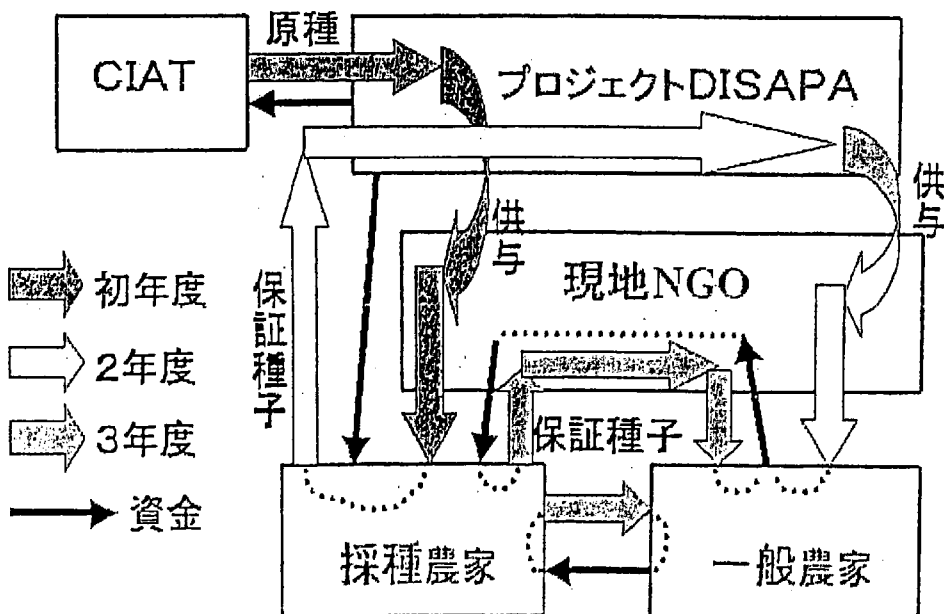 原種
CIAT
プロジェクトDISAPA
供与
供与
現地NGO
保証種子
初年度
2年度
3年度
資金
保証種子
採種農家
一般農家